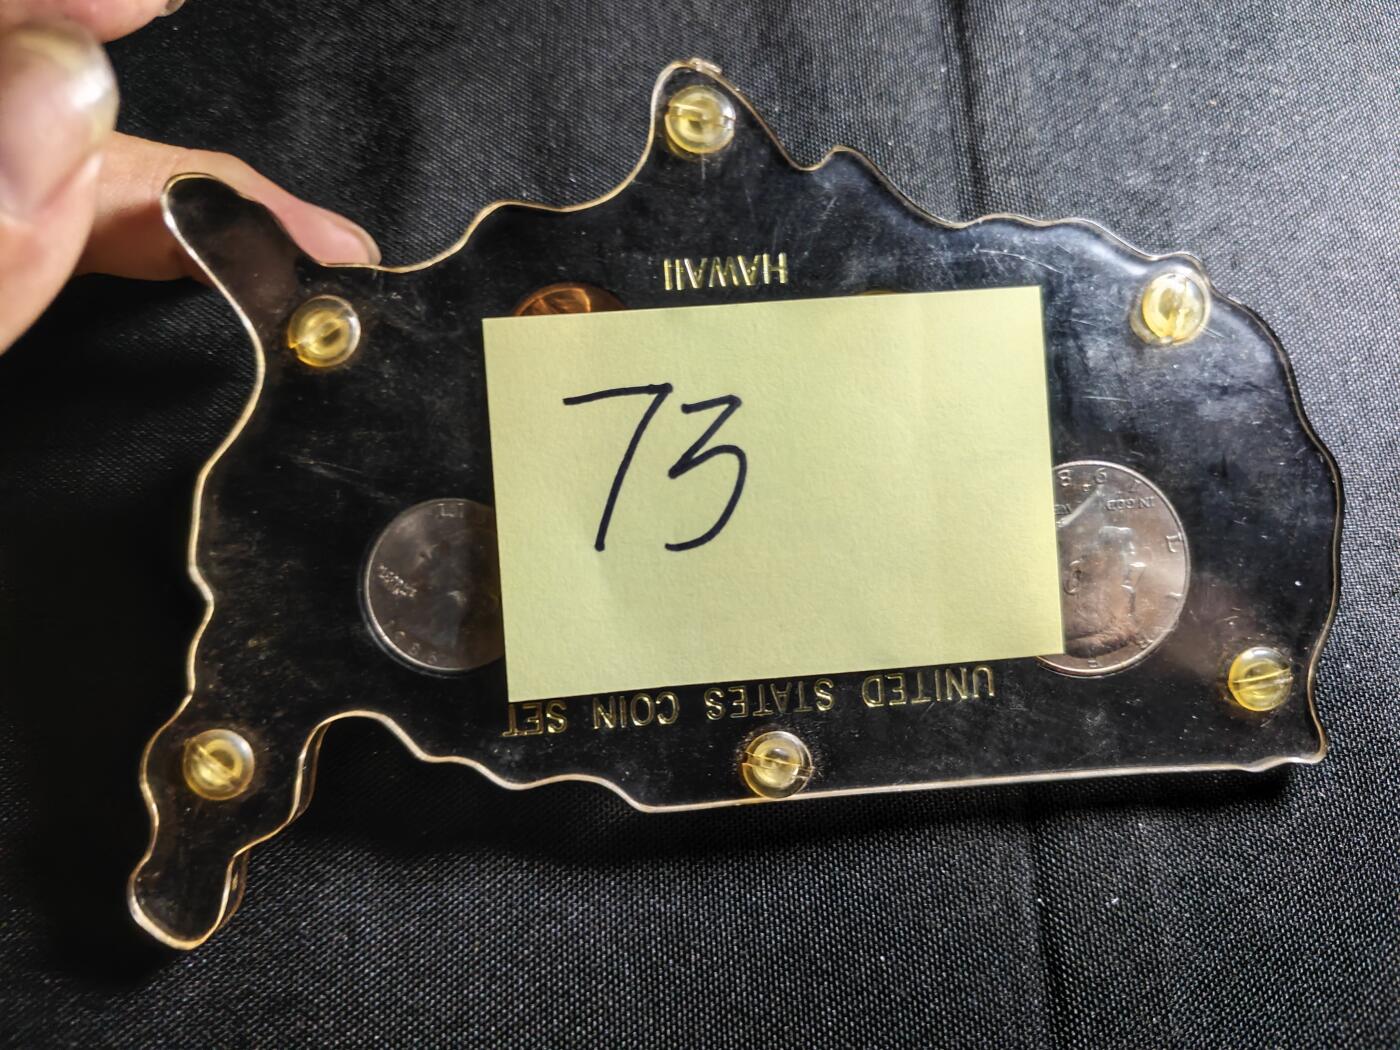 HAWAII
73
UNITED STATES COIN SET